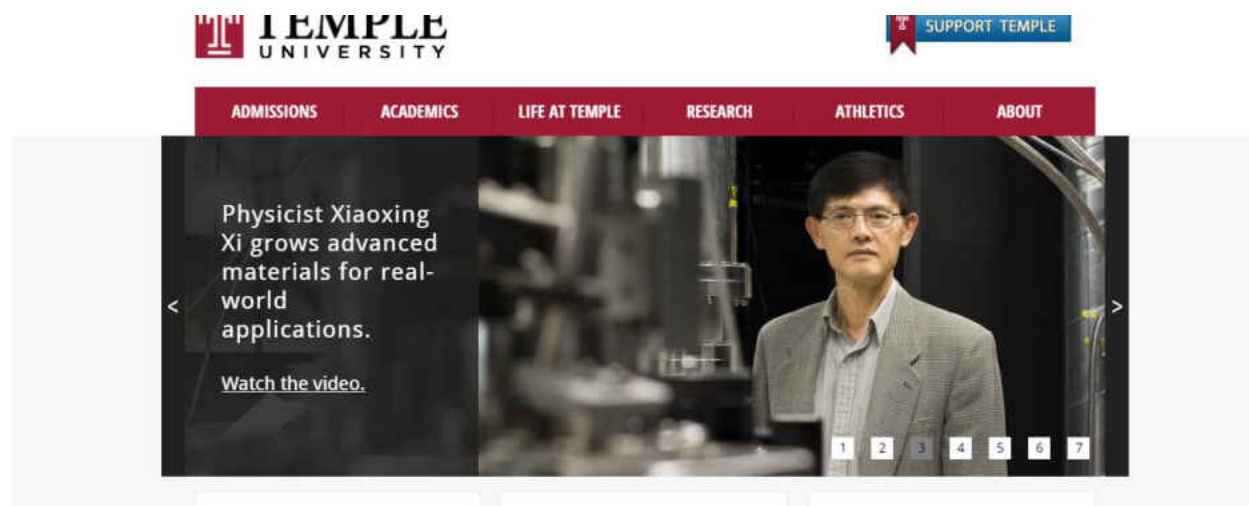 TEMPLE
UNIVERSITY
SUPPORT TEMPLE
ADMISSIONS ACADEMICS LIFE AT TEMPLE RESEARCH ATHLETICS ABOUT
Physicist Xiaoxing
Xi grows advanced
materials for real-
world
applications.
Watch the video.
< >
1 2 3 4 5 6 7